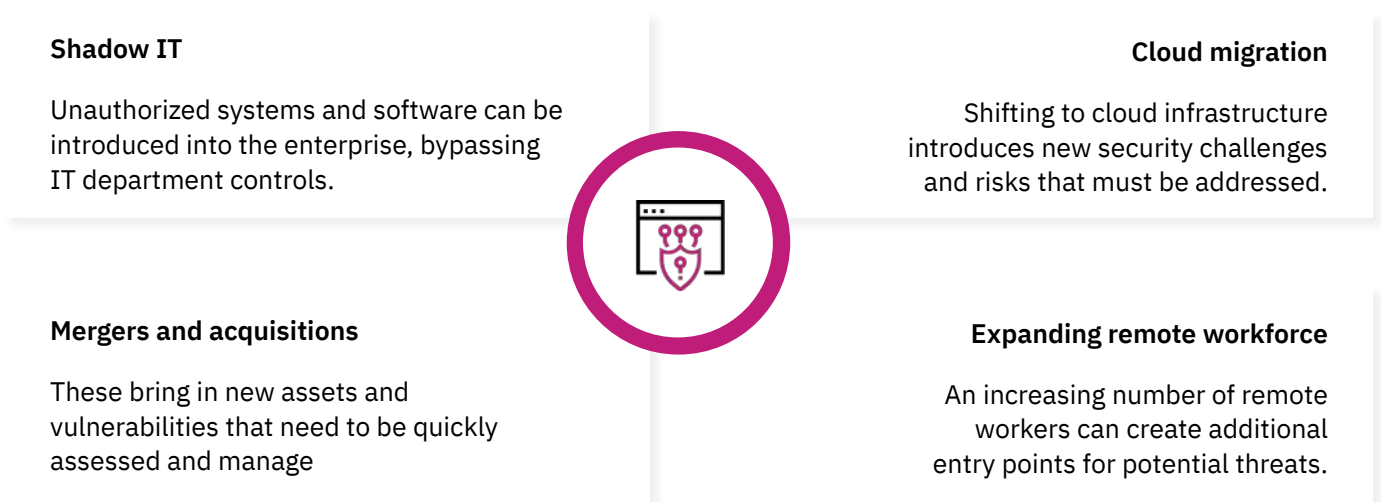 Shadow IT
Unauthorized systems and software can be
introduced into the enterprise, bypassing
IT department controls.
Cloud migration
Shifting to cloud infrastructure
introduces new security challenges
and risks that must be addressed.
Mergers and acquisitions
These bring in new assets and
vulnerabilities that need to be quickly
assessed and manage
Expanding remote workforce
An increasing number of remote
workers can create additional
entry points for potential threats.